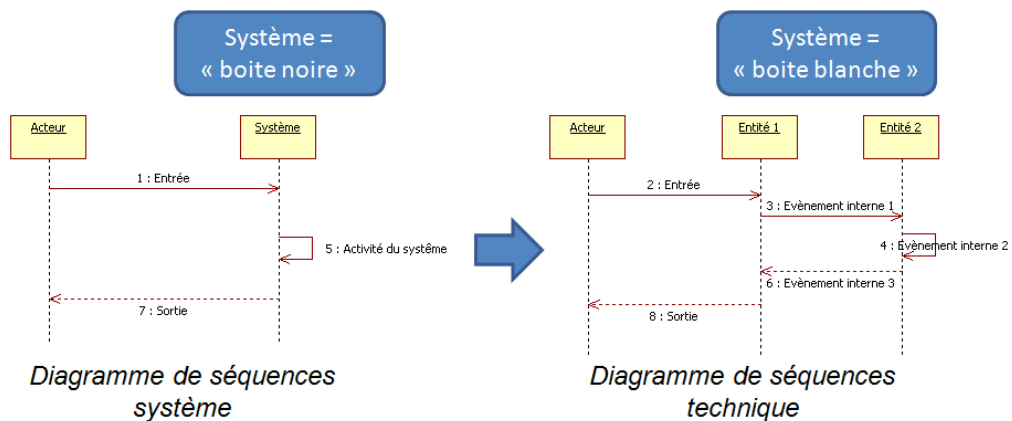 Système =
« boite noire »
Système =
« boite blanche »
Acteur
Système
1 : Entrée
5 : Activité du systême
7 : Sortie
Diagramme de séquences
système
Acteur
Entité 1
Entité 2
2 : Entrée
3 : Evènement interne 1
4 : Evènement interne 2
6 : Evènement interne 3
8 : Sortie
Diagramme de séquences
technique